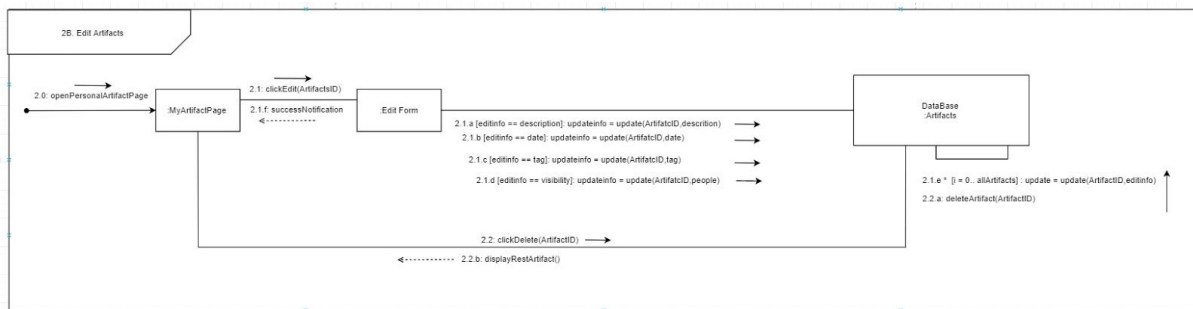 2B. Edit Artifacts
2.0: openPersonalArtifactPage
:MyArtifactPage
2.1: clickEdit(ArtifactsID)
2.1.f: successNotification
:Edit Form
2.1.a [editinfo == description]: updateinfo = update(ArtifatcID,descrition)
2.1.b [editinfo == date]: updateinfo = update(ArtifatcID,date)
2.1.c [editinfo == tag]: updateinfo = update(ArtifatcID,tag)
2.1.d [editinfo == visibility]: updateinfo = update(ArtifatcID,people)
DataBase
:Artifacts
2.1.e * [i = 0... allArtifacts] : update = update(ArtifactID,editinfo)
2.2.a: deleteArtifact(ArtifactID)
2.2: clickDelete(ArtifactID)
2.2.b: displayRestArtifact()